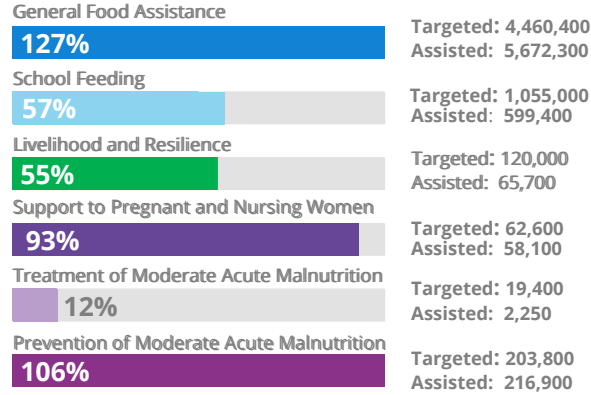 General Food Assistance
127%
Targeted: 4,460,400
Assisted: 5,672,300
School Feeding
57%
Targeted: 1,055,000
Assisted: 599,400
Livelihood and Resilience
55%
Targeted: 120,000
Assisted: 65,700
Support to Pregnant and Nursing Women
93%
Targeted: 62,600
Assisted: 58,100
Treatment of Moderate Acute Malnutrition
12%
Targeted: 19,400
Assisted: 2,250
Prevention of Moderate Acute Malnutrition
106%
Targeted: 203,800
Assisted: 216,900